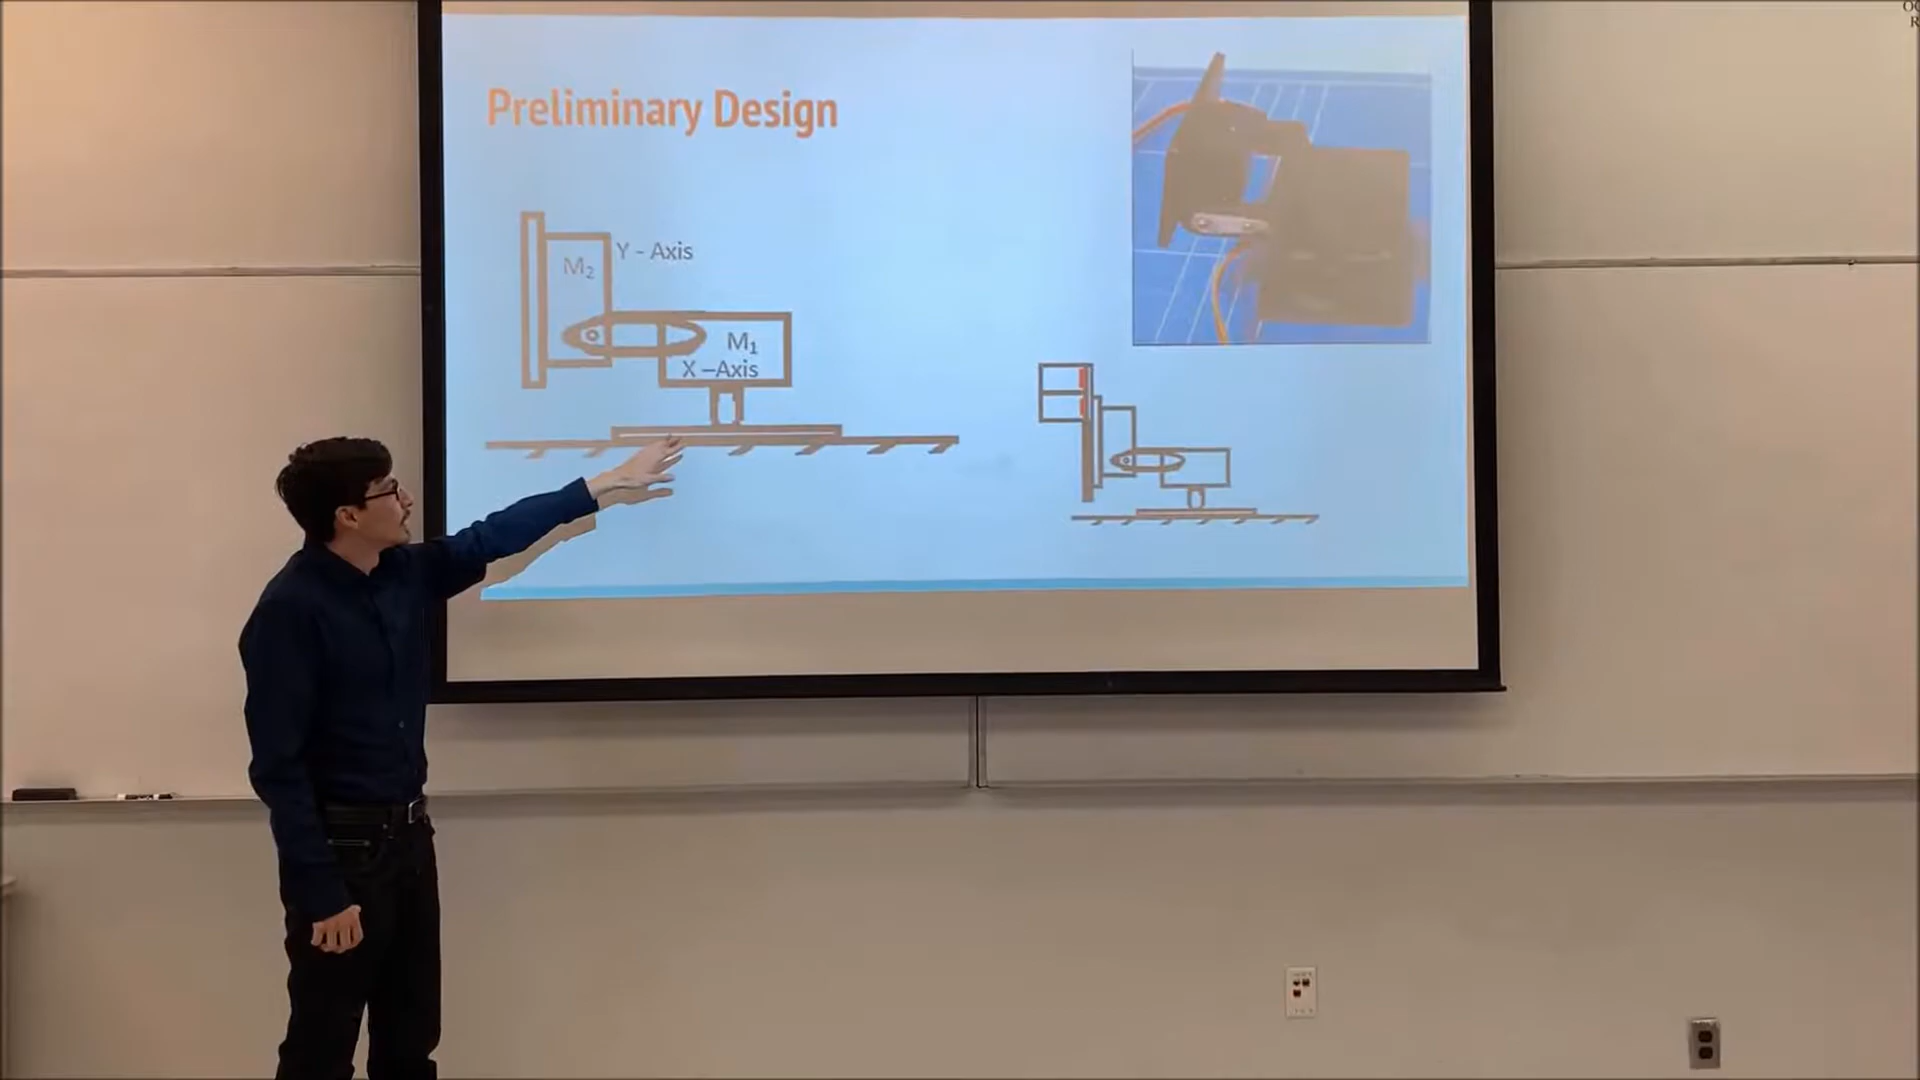 Preliminary Design
Y - Axis
M₂
M₁
X –Axis